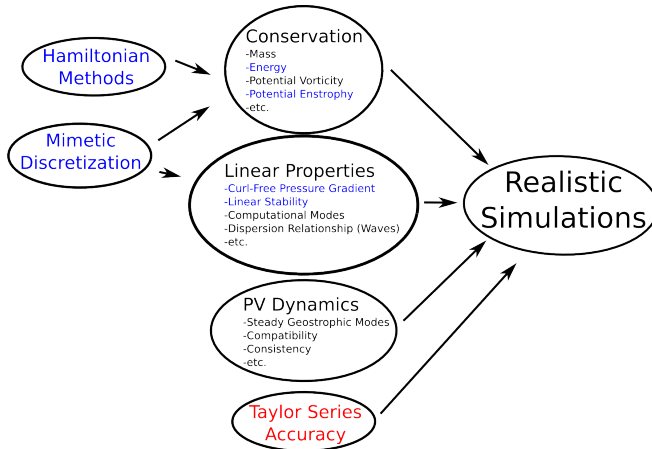 Hamiltonian
Methods
Mimetic
Discretization
Conservation
-Mass
-Energy
-Potential Vorticity
-Potential Enstrophy
-etc.
Linear Properties
-Curl-Free Pressure Gradient
-Linear Stability
-Computational Modes
-Dispersion Relationship (Waves)
-etc.
PV Dynamics
-Steady Geostrophic Modes
-Compatibility
-Consistency
-etc.
Taylor Series
Accuracy
Realistic
Simulations